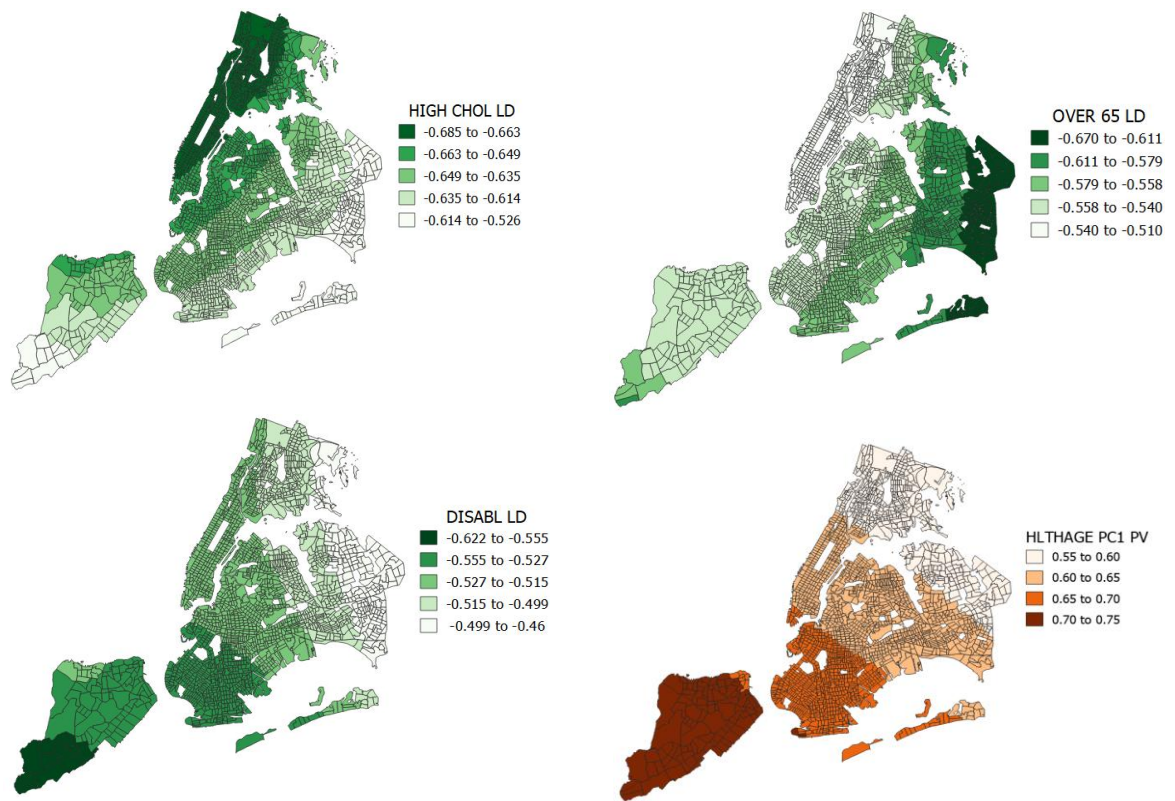 HIGH CHOL LD
-0.685 to -0.663
-0.663 to -0.649
-0.649 to -0.635
-0.635 to -0.614
-0.614 to -0.526
OVER 65 LD
-0.670 to -0.611
-0.611 to -0.579
-0.579 to -0.558
-0.558 to -0.540
-0.540 to -0.510
DISABL LD
-0.622 to -0.555
-0.555 to -0.527
-0.527 to -0.515
-0.515 to -0.499
-0.499 to -0.46
HLTHAGE PC1 PV
0.55 to 0.60
0.60 to 0.65
0.65 to 0.70
0.70 to 0.75